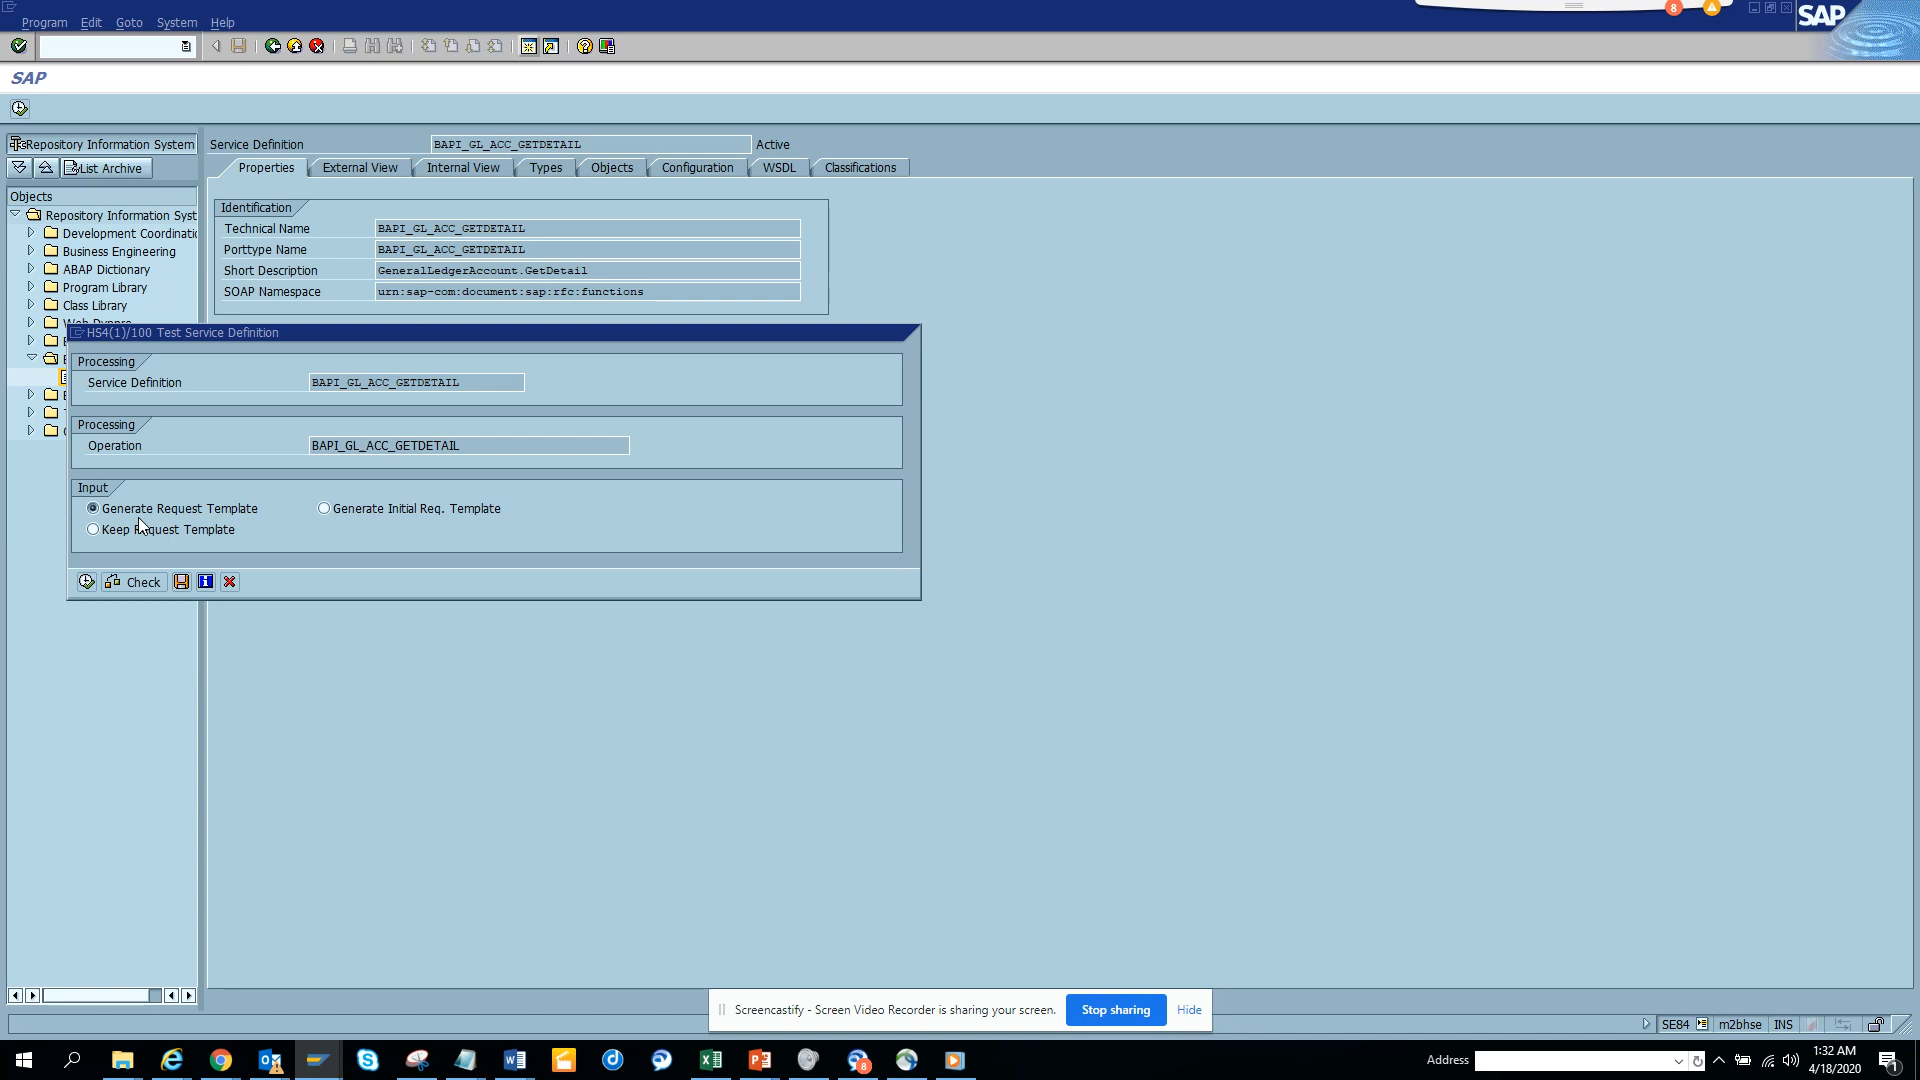 Program Edit Goto System Help
8
SAP
SAP
Repository Information System
List Archive
Objects
Repository Information Syst
Development Coordinatic
Business Engineering
ABAP Dictionary
Program Library
Class Library
Service Definition BAPI_GL_ACC_GETDETAIL Active
Properties External View Internal View Types Objects Configuration WSDL Classifications
Identification
Technical Name BAPI_GL_ACC_GETDETAIL
Porttype Name BAPI_GL_ACC_GETDETAIL
Short Description GeneralLedgerAccount.GetDetail
SOAP Namespace urn:sap-com:document:sap:rfc:functions
HS4(1)/100 Test Service Definition
Processing
Service Definition BAPI_GL_ACC_GETDETAIL
Processing
Operation BAPI_GL_ACC_GETDETAIL
Input
Generate Request Template Generate Initial Req. Template
Keep Request Template
Check
Screencastify - Screen Video Recorder is sharing your screen. Stop sharing Hide
SE84 m2bhse INS
8
Address
1:32 AM
4/18/2020
1